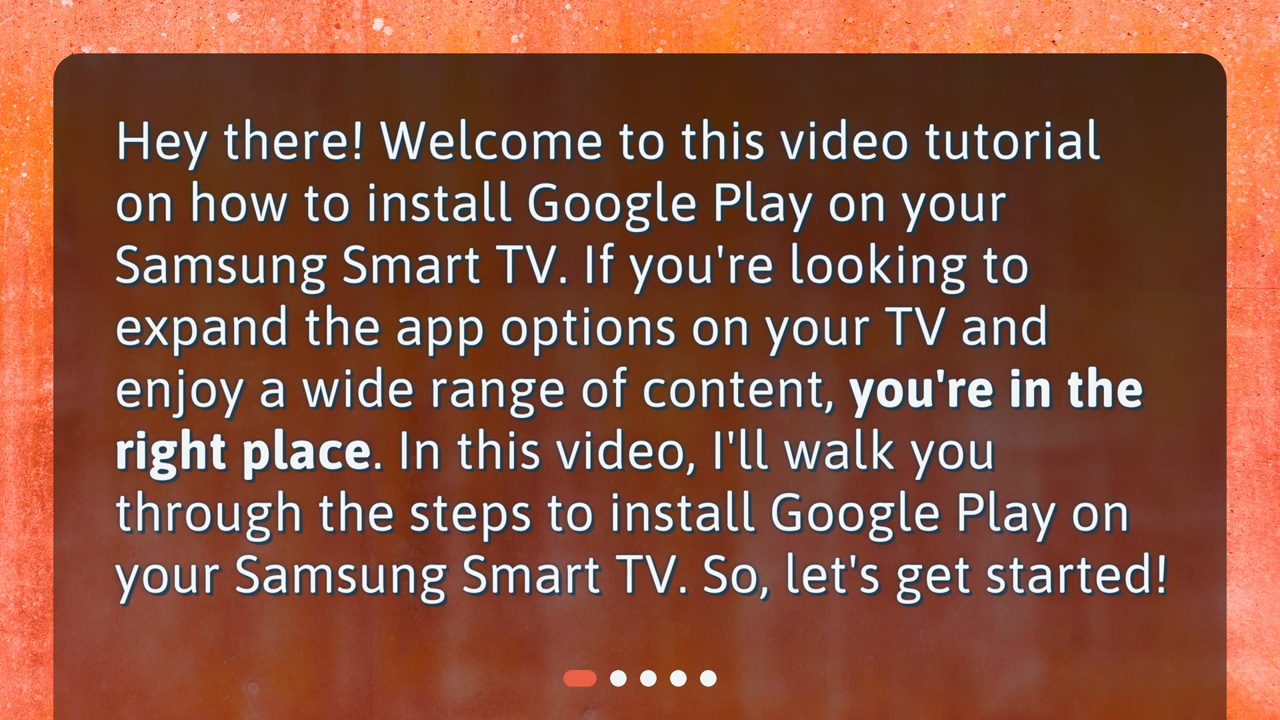 Hey there! Welcome to this video tutorial
on how to install Google Play on your
Samsung Smart TV. If you're looking to
expand the app options on your TV and
enjoy a wide range of content, you're in the
right place. In this video, I'll walk you
through the steps to install Google Play on
your Samsung Smart TV. So, let's get started!